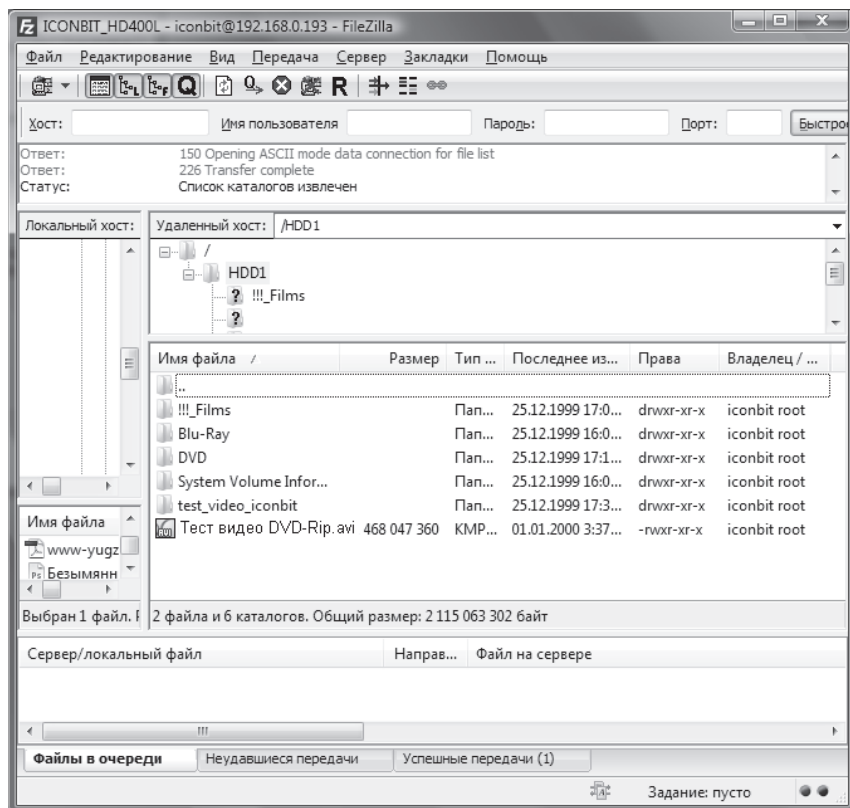 ICONBIT_HD400L - iconbit@192.168.0.193 - FileZilla
Файл Редактирование Вид Передача Сервер Закладки Помощь
Хост: Имя пользователя Пароль: Порт: Быстро
Ответ: 150 Opening ASCII mode data connection for file list
Ответ: 226 Transfer complete
Статус: Список каталогов извлечен
Локальный хост: Удаленный хост: /HDD1
/
HDD1
? !!!_Films
?
Имя файла / Размер Тип ... Последнее из... Права Владелец / ...
..
!!!_Films Пап... 25.12.1999 17:0... drwxr-xr-x iconbit root
Blu-Ray Пап... 25.12.1999 16:0... drwxr-xr-x iconbit root
DVD Пап... 25.12.1999 17:1... drwxr-xr-x iconbit root
System Volume Infor... Пап... 25.12.1999 16:0... drwxr-xr-x iconbit root
test_video_iconbit Пап... 25.12.1999 17:3... drwxr-xr-x iconbit root
Тест видео DVD-Rip.avi 468 047 360 KMP... 01.01.2000 3:37... -rwxr-xr-x iconbit root
Имя файла
www-yugz
Безымянн
Выбран 1 файл. 2 файла и 6 каталогов. Общий размер: 2 115 063 302 байт
Сервер/локальный файл Направ... Файл на сервере
Файлы в очереди Неудавшиеся передачи Успешные передачи (1)
Задание: пусто